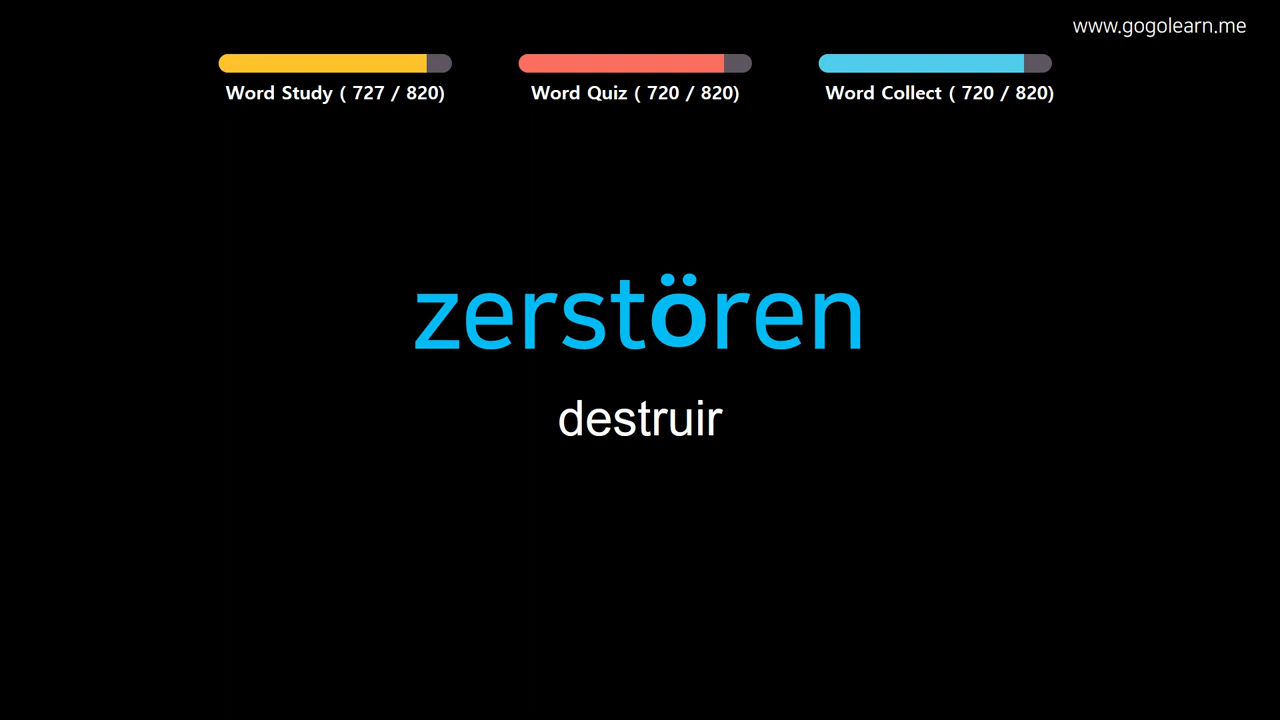 www.gogolearn.me
Word Study ( 727 / 820)
Word Quiz ( 720 / 820)
Word Collect ( 720 / 820)
zerstören
destruir